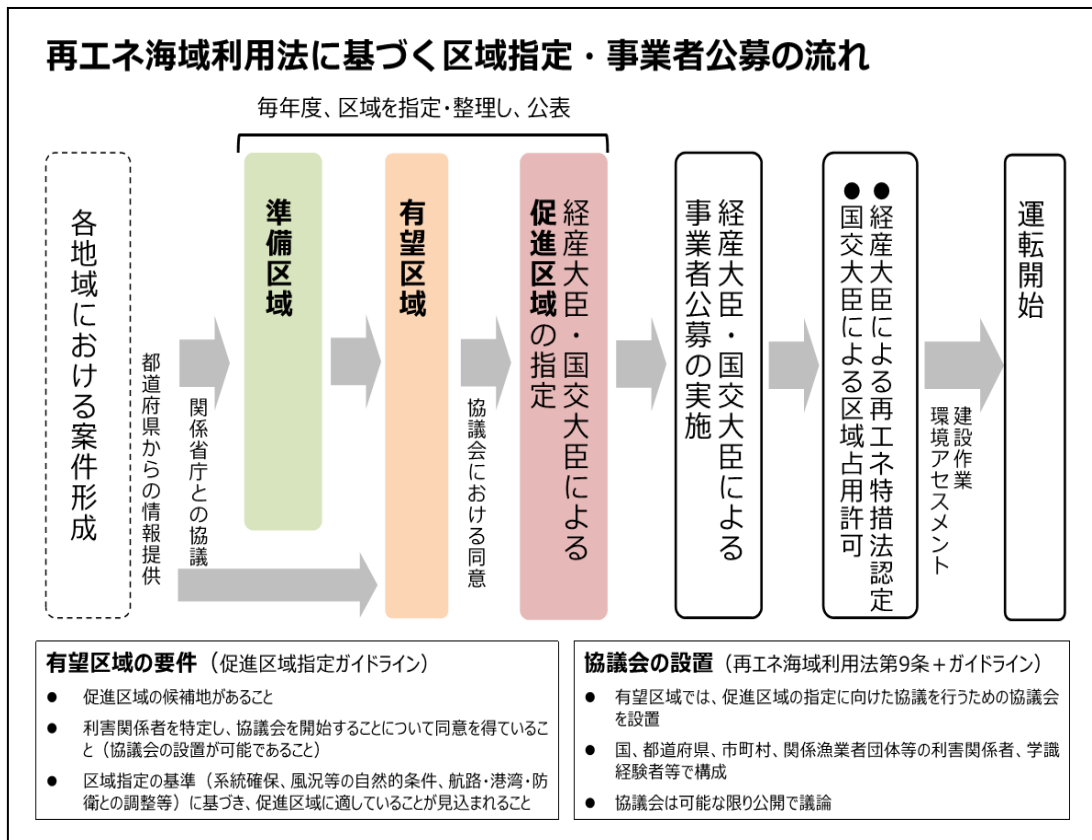 再エネ海域利用法に基づく区域指定・事業者公募の流れ
毎年度、区域を指定・整理し、公表
各地域における案件形成
都道府県からの情報提供
関係省庁との協議
準備区域
有望区域
協議会における同意
経産大臣・国交大臣による
促進区域の指定
経産大臣・国交大臣による
事業者公募の実施
● 経産大臣による再エネ特措法認定
● 国交大臣による区域占用許可
建設作業
環境アセスメント
運転開始
有望区域の要件（促進区域指定ガイドライン）
● 促進区域の候補地があること
● 利害関係者を特定し、協議会を開始することについて同意を得ているこ
と（協議会の設置が可能であること）
● 区域指定の基準（系統確保、風況等の自然的条件、航路・港湾・防
衛との調整等）に基づき、促進区域に適していることが見込まれること
協議会の設置（再エネ海域利用法第9条＋ガイドライン）
● 有望区域では、促進区域の指定に向けた協議を行うための協議会
を設置
● 国、都道府県、市町村、関係漁業者団体等の利害関係者、学識
経験者等で構成
● 協議会は可能な限り公開で議論